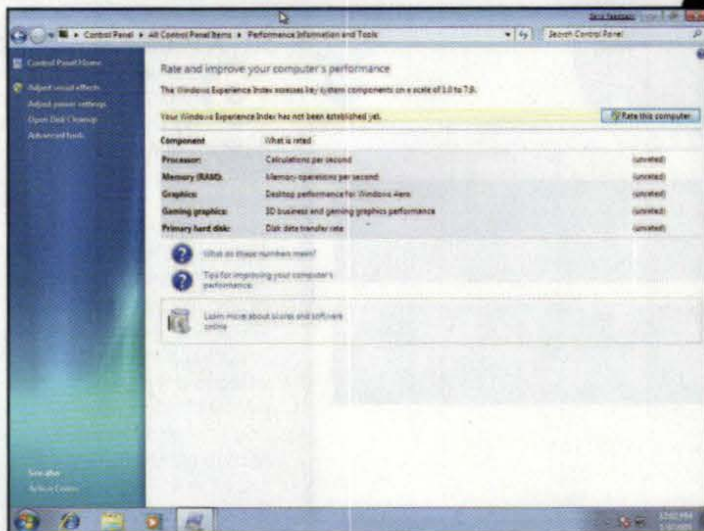 Send Feedback
Control Panel ▸ All Control Panel Items ▸ Performance Information and Tools
Search Control Panel
Control Panel Home
Adjust visual effects
Adjust power settings
Open Disk Cleanup
Advanced tools
See also
Action Center
Rate and improve your computer's performance
The Windows Experience Index assesses key system components on a scale of 1.0 to 7.9.
Your Windows Experience Index has not been established yet.
Rate this computer
Component What is rated
Processor: Calculations per second (unrated)
Memory (RAM): Memory operations per second (unrated)
Graphics: Desktop performance for Windows Aero (unrated)
Gaming graphics: 3D business and gaming graphics performance (unrated)
Primary hard disk: Disk data transfer rate (unrated)
What do these numbers mean?
Tips for improving your computer's
performance.
Learn more about scores and software
online